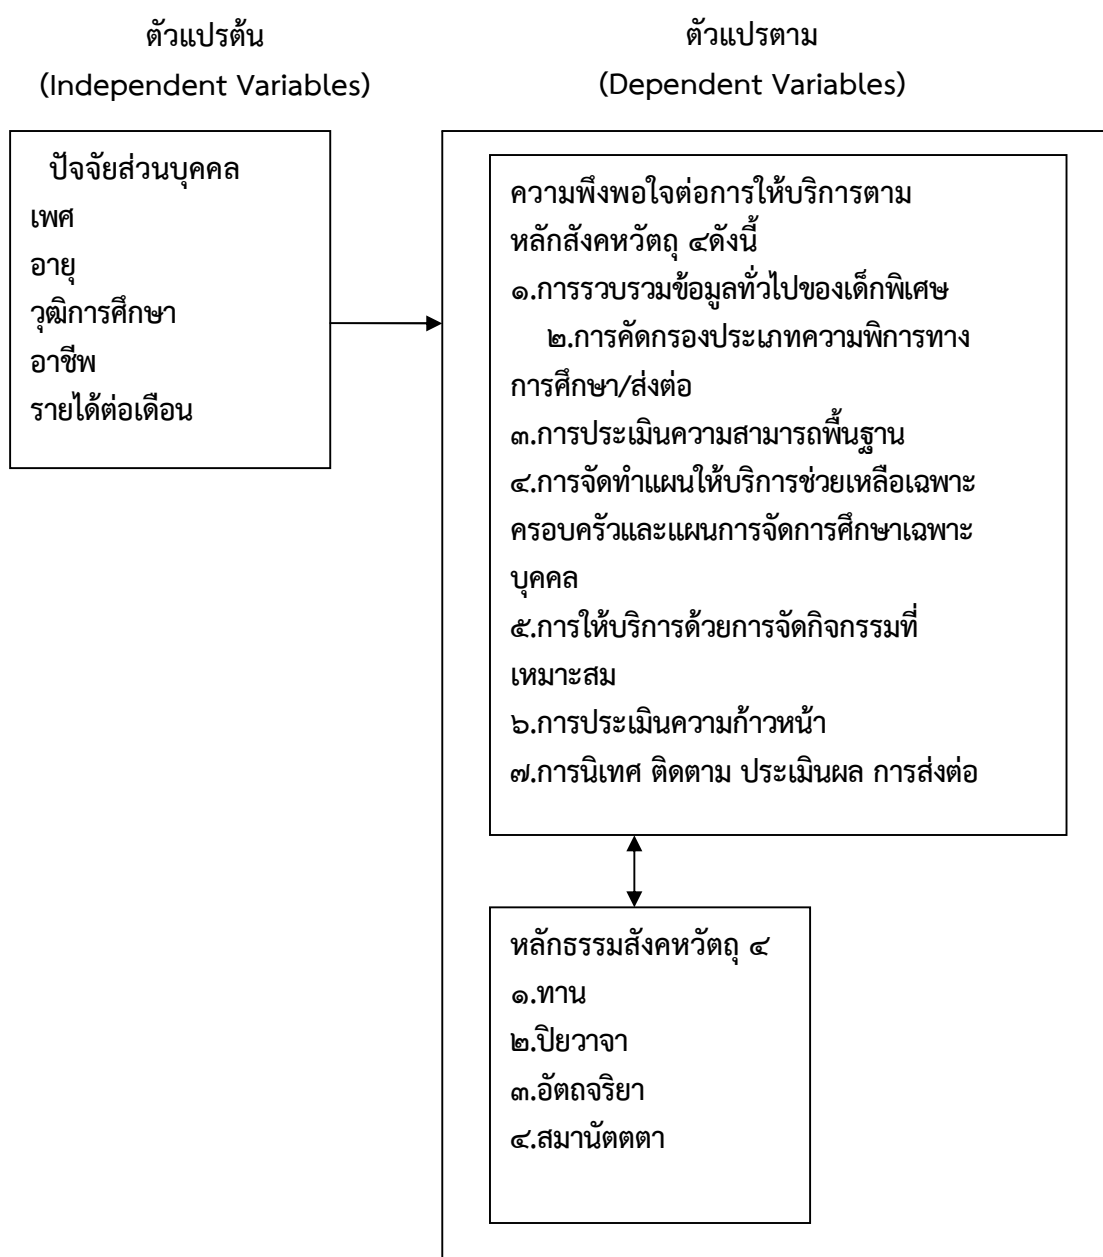 ตัวแปรต้น
(Independent Variables)
ตัวแปรตาม
(Dependent Variables)
ปัจจัยส่วนบุคคล
เพศ
อายุ
วุฒิการศึกษา
อาชีพ
รายได้ต่อเดือน
ความพึงพอใจต่อการให้บริการตาม
หลักสังคหวัตถุ ๔ดังนี้
๑.การรวบรวมข้อมูลทั่วไปของเด็กพิเศษ
๒.การคัดกรองประเภทความพิการทาง
การศึกษา/ส่งต่อ
๓.การประเมินความสามารถพื้นฐาน
๔.การจัดทำแผนให้บริการช่วยเหลือเฉพาะ
ครอบครัวและแผนการจัดการศึกษาเฉพาะ
บุคคล
๕.การให้บริการด้วยการจัดกิจกรรมที่
เหมาะสม
๖.การประเมินความก้าวหน้า
๗.การนิเทศ ติดตาม ประเมินผล การส่งต่อ
หลักธรรมสังคหวัตถุ ๔
๑.ทาน
๒.ปิยวาจา
๓.อัตถจริยา
๔.สมานัตตตา